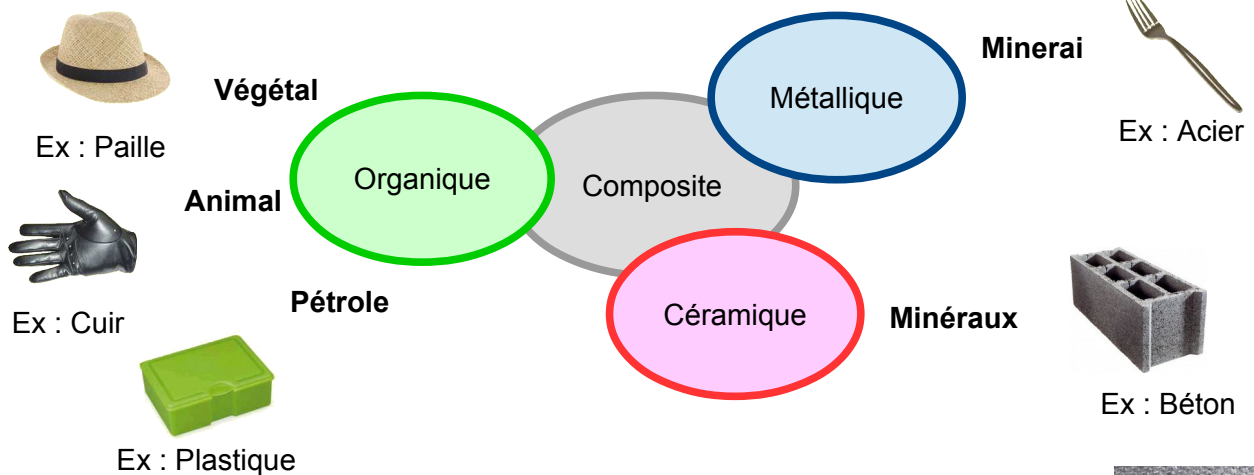 Végétal
Ex : Paille
Animal
Ex : Cuir
Pétrole
Ex : Plastique
Organique
Composite
Métallique
Céramique
Minerai
Ex : Acier
Minéraux
Ex : Béton